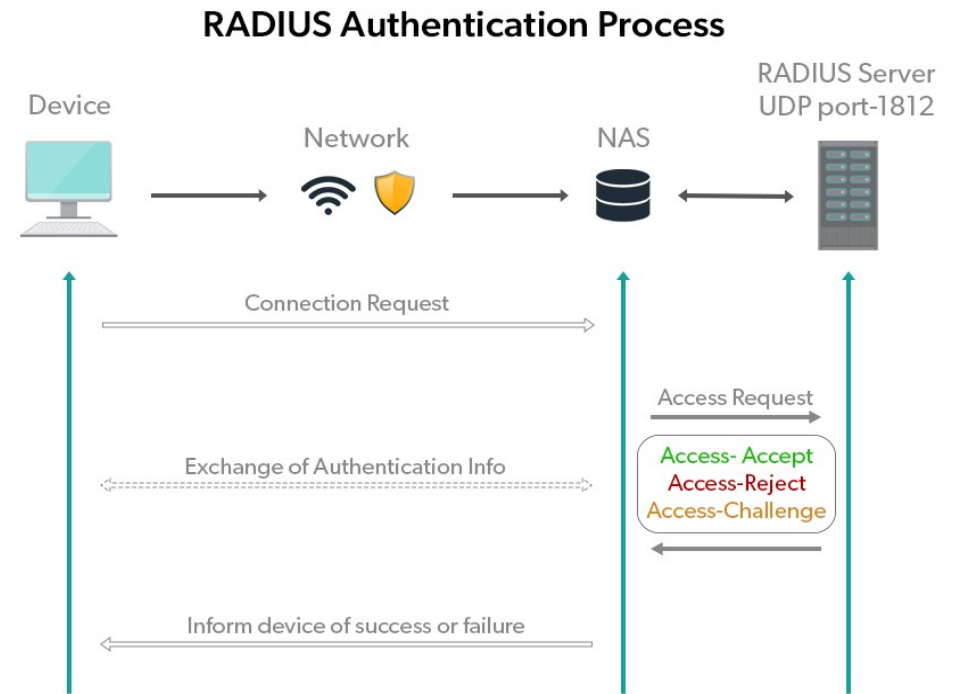 RADIUS Authentication Process
Device
Network
NAS
RADIUS Server
UDP port-1812
Connection Request
Access Request
Exchange of Authentication Info
Access- Accept
Access-Reject
Access-Challenge
Inform device of success or failure